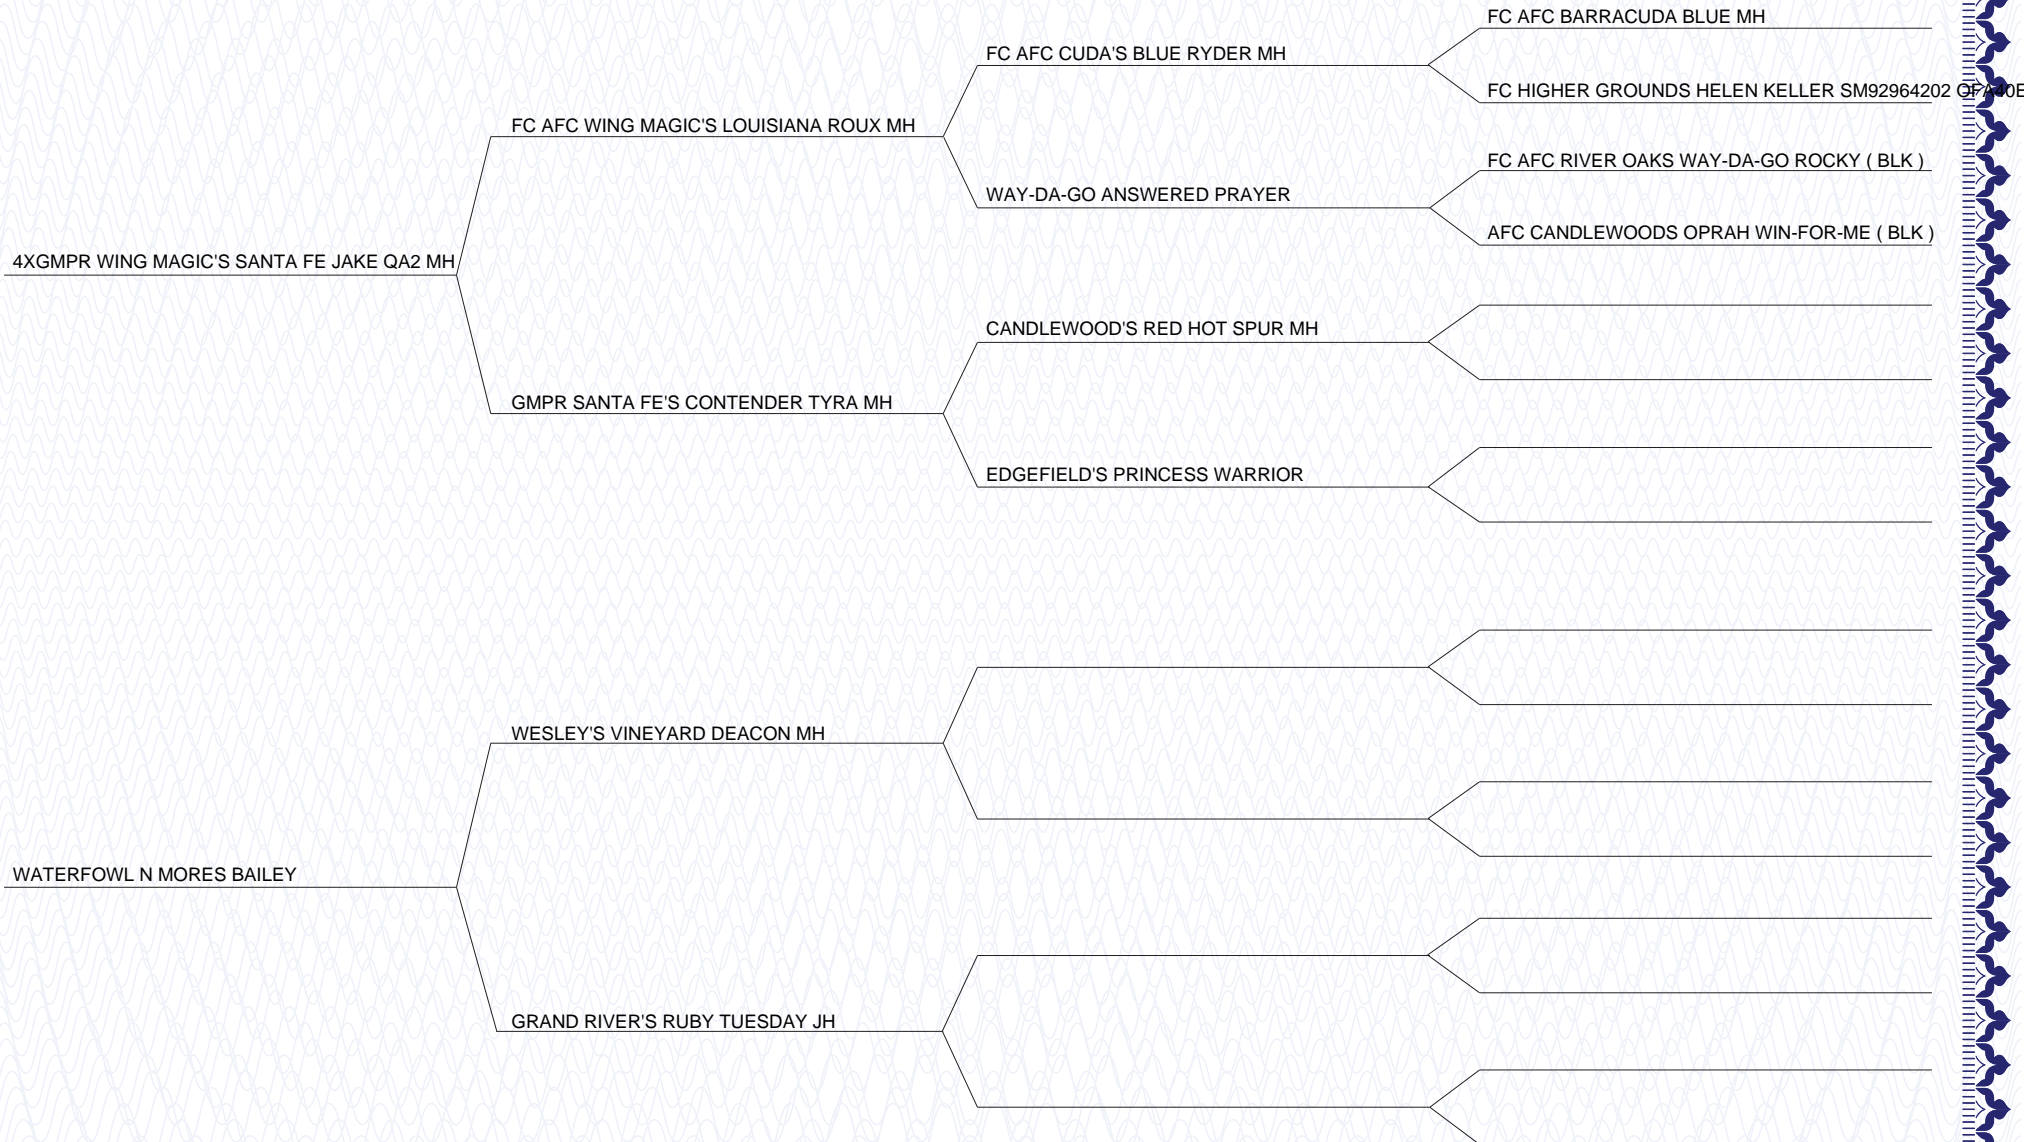 FC AFC BARRACUDA BLUE MH
FC AFC CUDA'S BLUE RYDER MH
FC HIGHER GROUNDS HELEN KELLER SM92964202 OFA40E
FC AFC WING MAGIC'S LOUISIANA ROUX MH
FC AFC RIVER OAKS WAY-DA-GO ROCKY ( BLK )
WAY-DA-GO ANSWERED PRAYER
AFC CANDLEWOODS OPRAH WIN-FOR-ME ( BLK )
4XGMPR WING MAGIC'S SANTA FE JAKE QA2 MH
CANDLEWOOD'S RED HOT SPUR MH
GMPR SANTA FE'S CONTENDER TYRA MH
EDGEFIELD'S PRINCESS WARRIOR
WESLEY'S VINEYARD DEACON MH
WATERFOWL N MORES BAILEY
GRAND RIVER'S RUBY TUESDAY JH